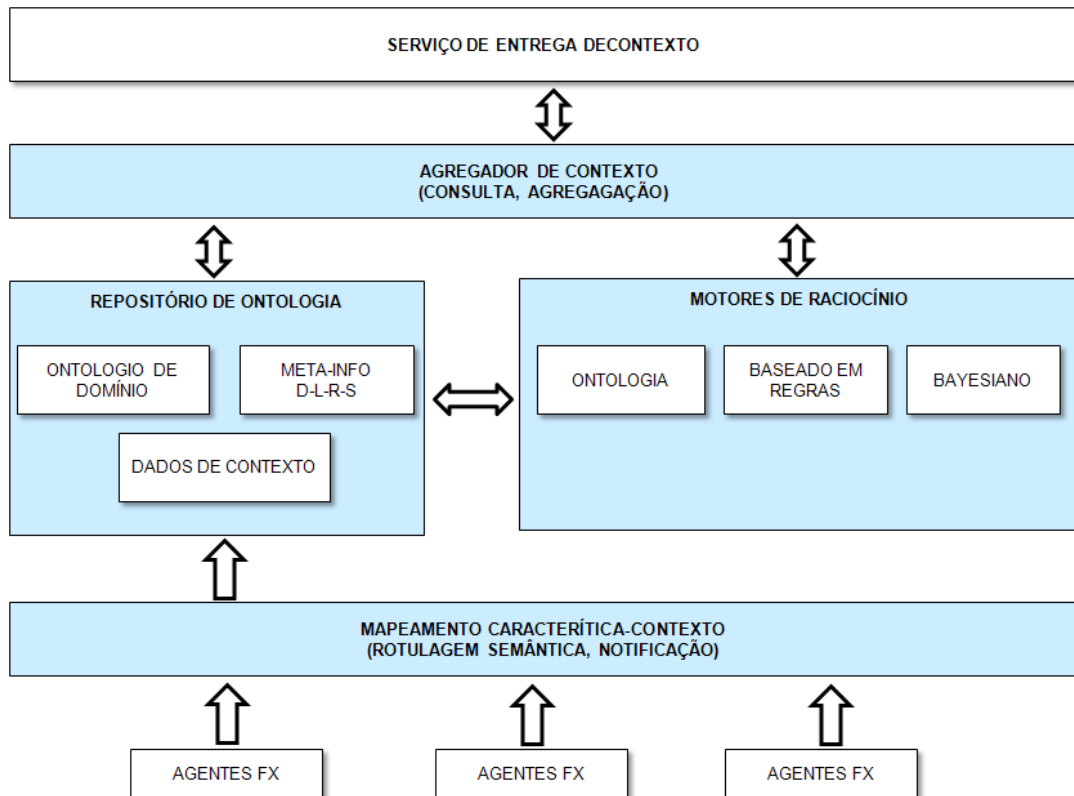 SERVIÇO DE ENTREGA DECONTEXTO
AGREGADOR DE CONTEXTO
(CONSULTA, AGREGAGAÇÃO)
REPOSITÓRIO DE ONTOLOGIA
MOTORES DE RACIOCÍNIO
ONTOLOGIO DE
DOMÍNIO
META-INFO
D-L-R-S
DADOS DE CONTEXTO
ONTOLOGIA
BASEADO EM
REGRAS
BAYESIANO
MAPEAMENTO CARACTERÍTICA-CONTEXTO
(ROTULAGEM SEMÂNTICA, NOTIFICAÇÃO)
AGENTES FX
AGENTES FX
AGENTES FX